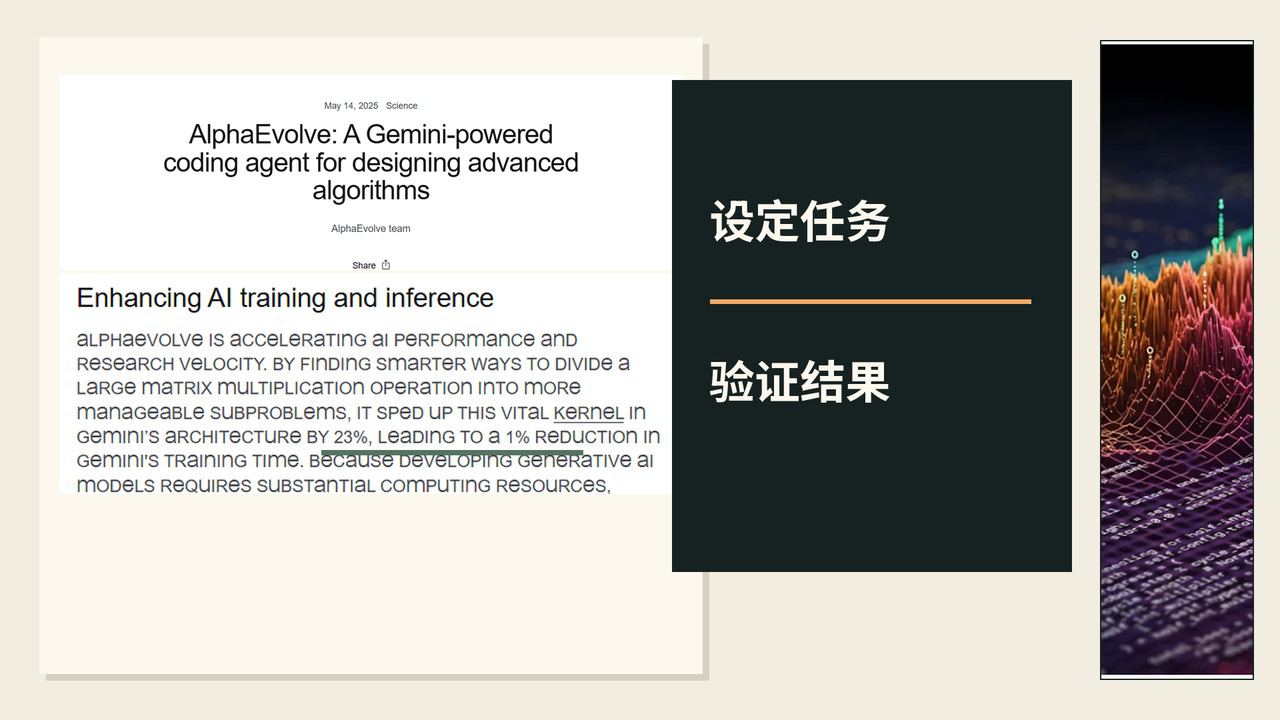 May 14, 2025 Science
AlphaEvolve: A Gemini-powered
coding agent for designing advanced
algorithms
AlphaEvolve team
Share
Enhancing AI training and inference
aLPHaeVOLVe IS aCCeLeRATING aI PeRFORmance anD
ReSeaRCH VeLOCITY. BY FINDING SmaRTeR WaYS TO DIVIDe a
LaRGe maTRIX muLTIPLICaTION OPeRaTION INTO mORe
manaGeaBLe SUBPROBLems, IT SPeD UP THIS VITaL KeRNeL In
Gemini's aRCHITeCTURe BY 23%, LeaDING TO a 1% ReDUCTION IN
Gemini's TRaINING TIme. Because DeVeLOPING GeneRaTIVe aI
mODeLS ReQUIReS SUBSTanTIaL COmPUTING ReSOURCeS,
设定任务
验证结果